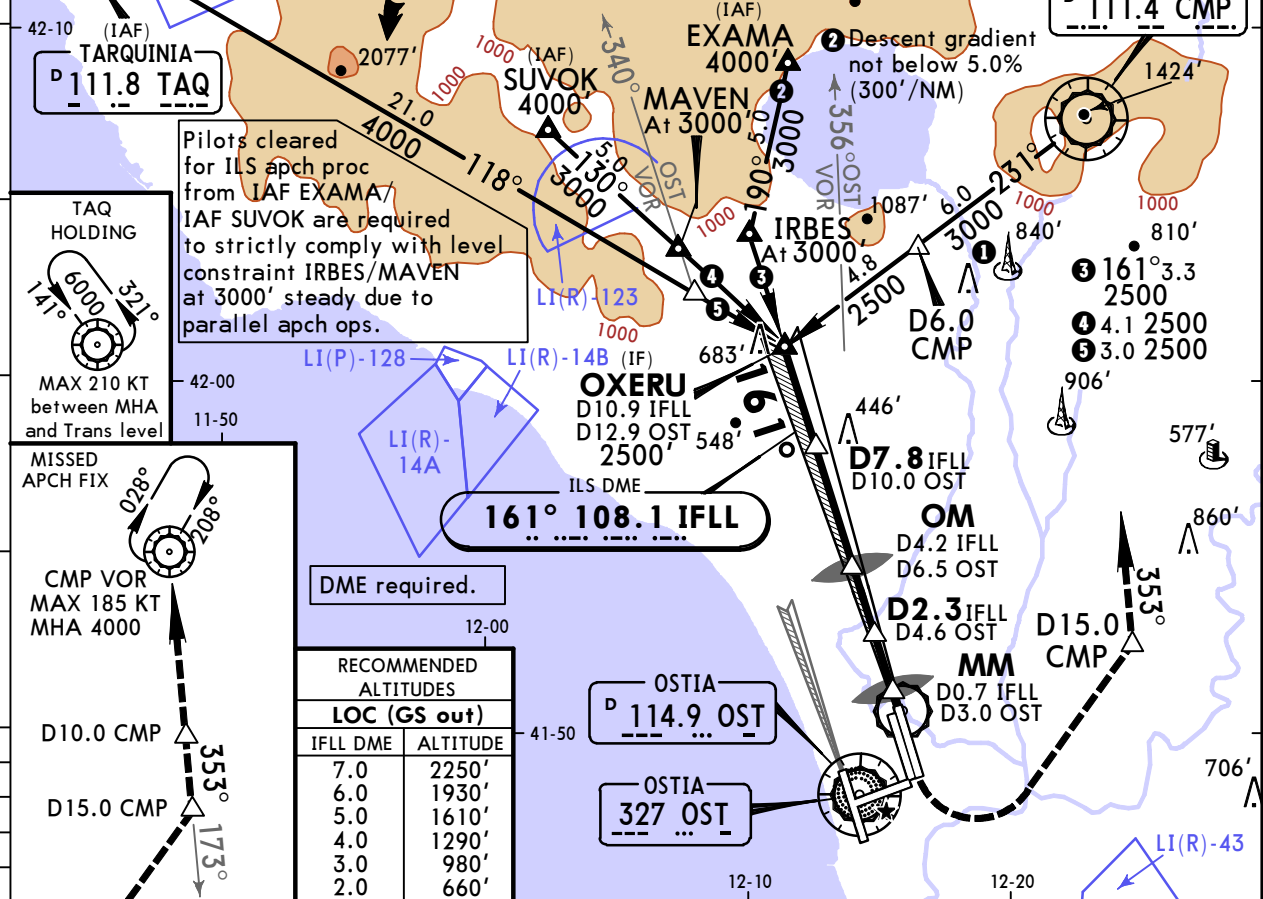 42-10
(IAF)
TARQUINIA
D 111.8 TAQ
2077'
1000
1000
21.0
4000
118°
(IAF)
SUVOK
4000'
5.0
130°
3000
340°
OST
VOR
MAVEN
At 3000'
(IAF)
EXAMA
4000'
2
5.0
3000
190°
2 Descent gradient
not below 5.0%
(300'/NM)
356°
OST
VOR
D 111.4 CMP
1424'
231°
6.0
3000
1000
1000
1087'
1000
IRBES
At 3000'
4.8
2500
1
840'
810'
D6.0
CMP
3 161° 3.3
2500
4 4.1 2500
5 3.0 2500
Pilots cleared
for ILS apch proc
from IAF EXAMA/
IAF SUVOK are required
to strictly comply with level
constraint IRBES/MAVEN
at 3000' steady due to
parallel apch ops.
TAQ
HOLDING
6000
141°
321°
MAX 210 KT
between MHA
and Trans level
LI(R)-123
4
3
5
1000
683'
LI(P)-128
LI(R)-14B
LI(R)-
14A
42-00
11-50
(IF)
OXERU
D10.9 IFLL
D12.9 OST
2500'
548'
161°
446'
906'
577'
860'
D7.8 IFLL
D10.0 OST
ILS DME
161° 108.1 IFLL
OM
D4.2 IFLL
D6.5 OST
D2.3 IFLL
D4.6 OST
MM
D0.7 IFLL
D3.0 OST
D15.0
CMP
353°
MISSED
APCH FIX
028°
208°
CMP VOR
MAX 185 KT
MHA 4000
D10.0 CMP
353°
D15.0 CMP
173°
DME required.
12-00
RECOMMENDED
ALTITUDES
LOC (GS out)
IFLL DME ALTITUDE
7.0 2250'
6.0 1930'
5.0 1610'
4.0 1290'
3.0 980'
2.0 660'
41-50
OSTIA
D 114.9 OST
OSTIA
327 OST
706'
LI(R)-43
12-10
12-20